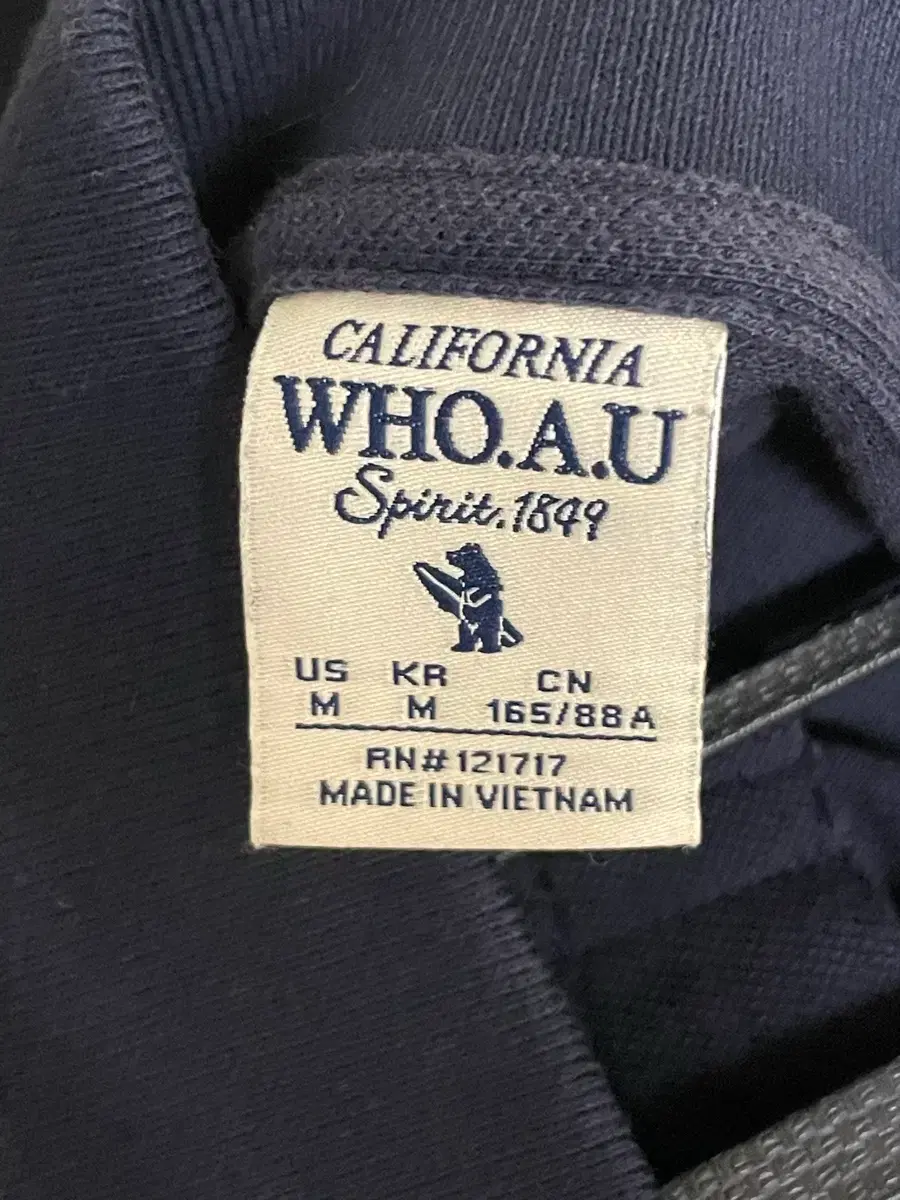 CALIFORNIA
WHO.A.U
Spirit.1849
US KR CN
M M 165/88A
RN#121717
MADE IN VIETNAM